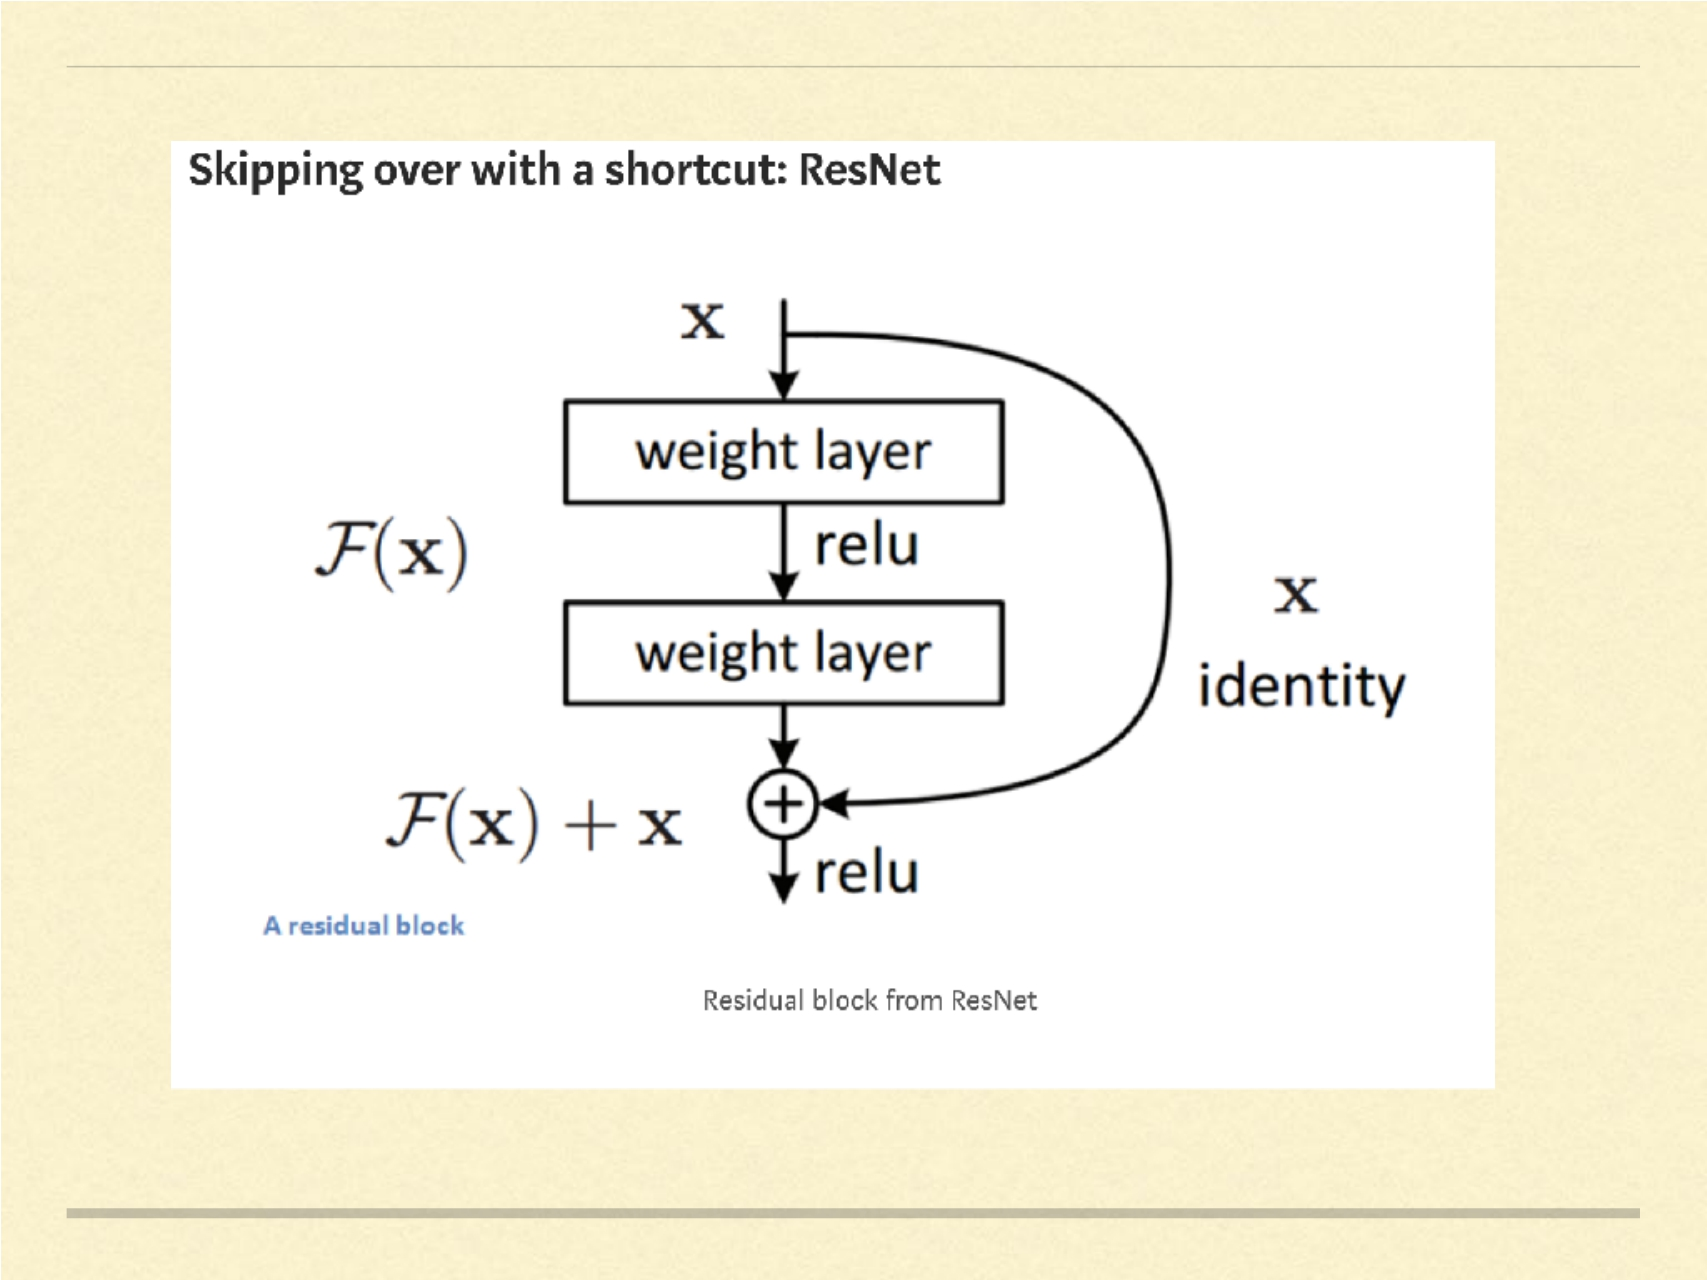 Skipping over with a shortcut: ResNet
x
weight layer
relu
F(x)
weight layer
x
identity
F(x) + x
relu
A residual block
Residual block from ResNet